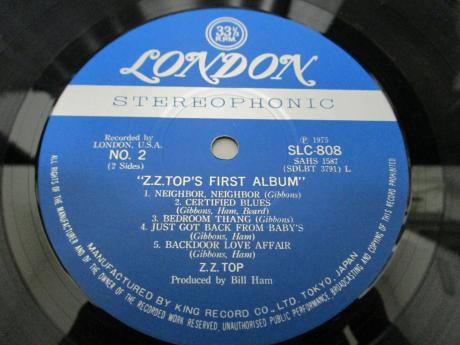 33⅓
RPM
LONDON
STEREOPHONIC
Recorded by
LONDON, U.S.A.
NO. 2
(2 Sides)
℗ 1975
SLC-808
SAHS 1587
(SDLBT 3791) L
"Z.Z.TOP'S FIRST ALBUM"
1. NEIGHBOR, NEIGHBOR (Gibbons)
2. CERTIFIED BLUES
(Gibbons, Ham, Beard)
3. BEDROOM THANG (Gibbons)
4. JUST GOT BACK FROM BABY'S
(Gibbons, Ham)
5. BACKDOOR LOVE AFFAIR
(Gibbons, Ham)
Z.Z.TOP
Produced by Bill Ham
MANUFACTURED BY KING RECORD CO., LTD. TOKYO, JAPAN
ALL RIGHTS OF THE MANUFACTURER AND OF THE OWNER OF THE RECORDED WORK RESERVED, UNAUTHORISED PUBLIC PERFORMANCE, BROADCASTING AND COPYING OF THIS RECORD PROHIBITED